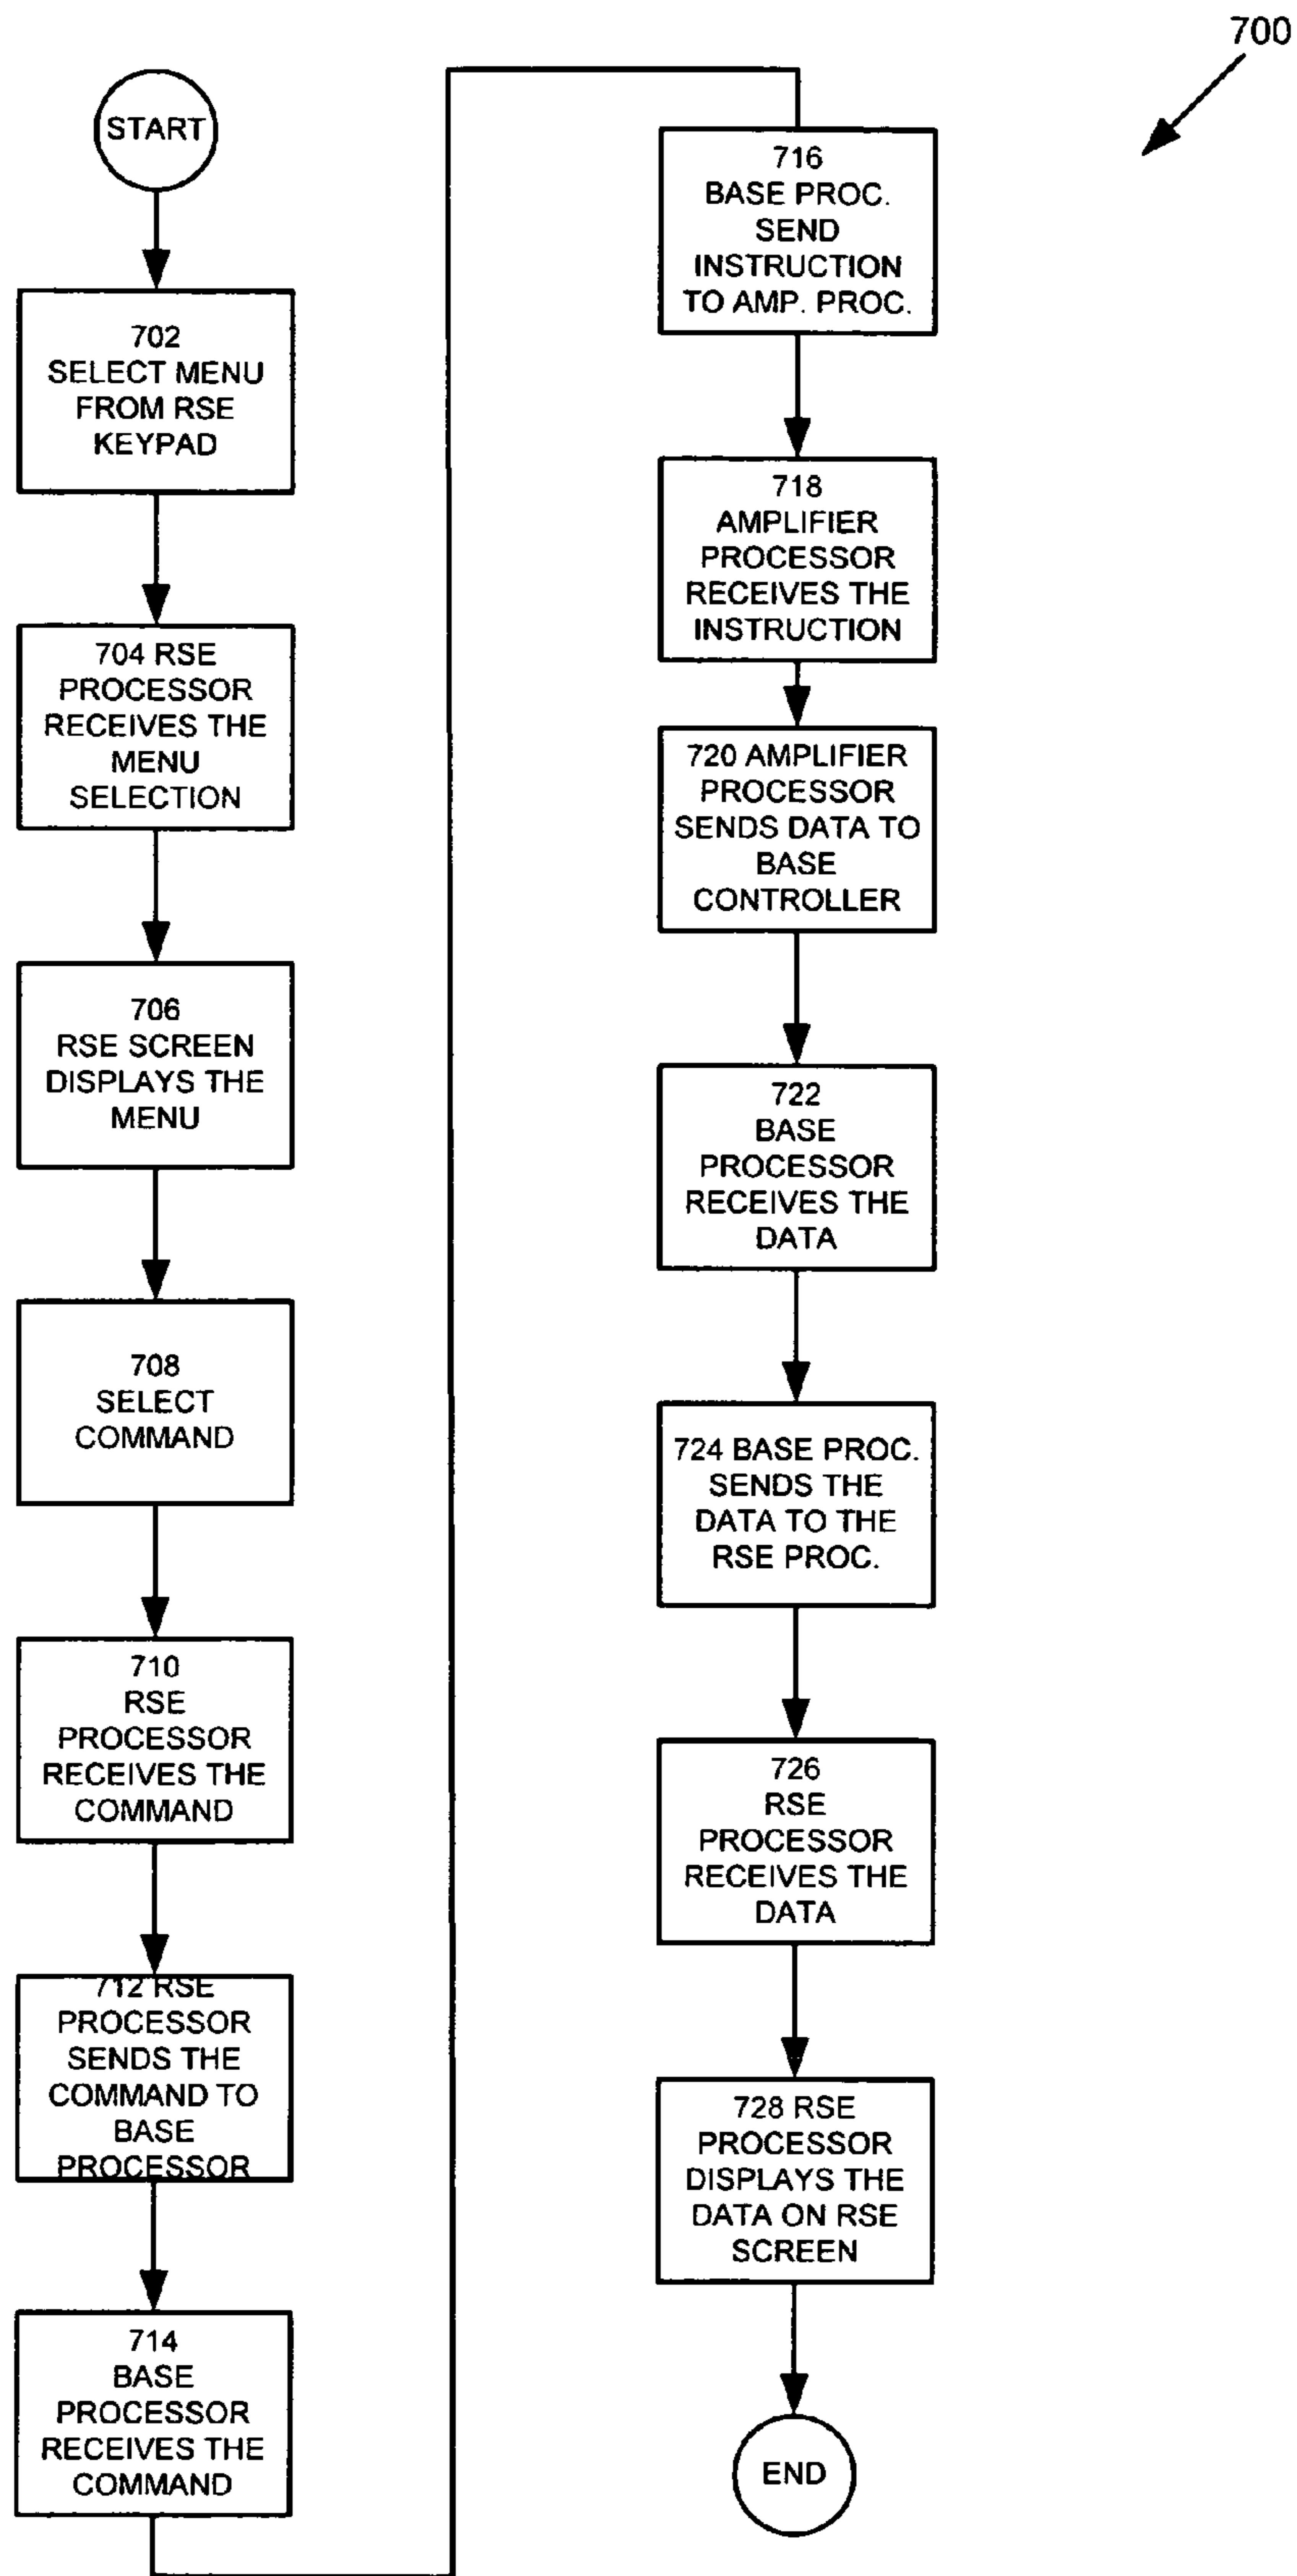 700
START
702
SELECT MENU
FROM RSE
KEYPAD
704 RSE
PROCESSOR
RECEIVES THE
MENU
SELECTION
706
RSE SCREEN
DISPLAYS THE
MENU
708
SELECT
COMMAND
710
RSE
PROCESSOR
RECEIVES THE
COMMAND
712 RSE
PROCESSOR
SENDS THE
COMMAND TO
BASE
PROCESSOR
714
BASE
PROCESSOR
RECEIVES THE
COMMAND
716
BASE PROC.
SEND
INSTRUCTION
TO AMP. PROC.
718
AMPLIFIER
PROCESSOR
RECEIVES THE
INSTRUCTION
720 AMPLIFIER
PROCESSOR
SENDS DATA TO
BASE
CONTROLLER
722
BASE
PROCESSOR
RECEIVES THE
DATA
724 BASE PROC.
SENDS THE
DATA TO THE
RSE PROC.
726
RSE
PROCESSOR
RECEIVES THE
DATA
728 RSE
PROCESSOR
DISPLAYS THE
DATA ON RSE
SCREEN
END